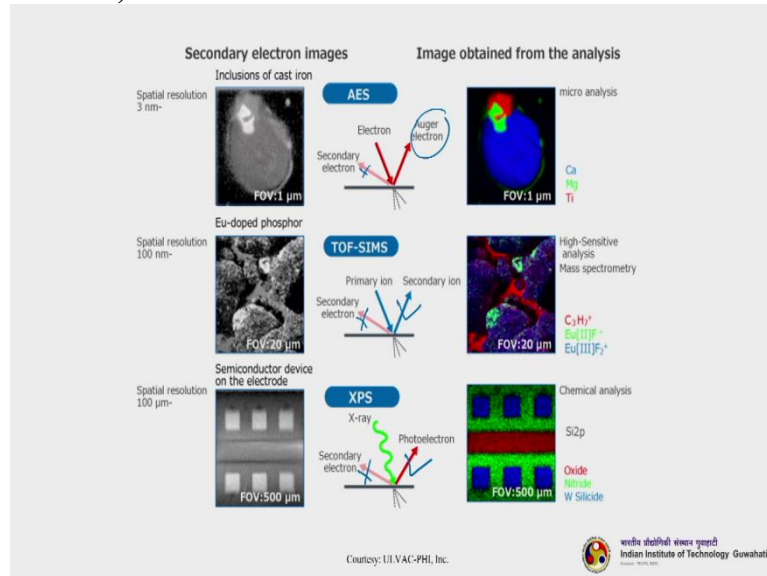 Secondary electron images
Image obtained from the analysis
Inclusions of cast iron
Spatial resolution
3 nm-
FOV:1 μm
AES
Electron
Auger
electron
Secondary
electron
FOV:1 μm
micro analysis
Ca
Mg
Ti
Eu-doped phosphor
Spatial resolution
100 nm-
FOV:20 μm
TOF-SIMS
Primary ion
Secondary ion
Secondary
electron
FOV:20 μm
High-Sensitive
analysis
Mass spectrometry
C3H7+
Eu[II]F+
Eu[III]F2+
Semiconductor device
on the electrode
Spatial resolution
100 μm-
FOV:500 μm
XPS
X-ray
Photoelectron
Secondary
electron
FOV:500 μm
Chemical analysis
Si2p
Oxide
Nitride
W Silicide
Courtesy: ULVAC-PHI, Inc.
भारतीय प्रौद्योगिकी संस्थान गुवाहाटी
Indian Institute of Technology Guwahati